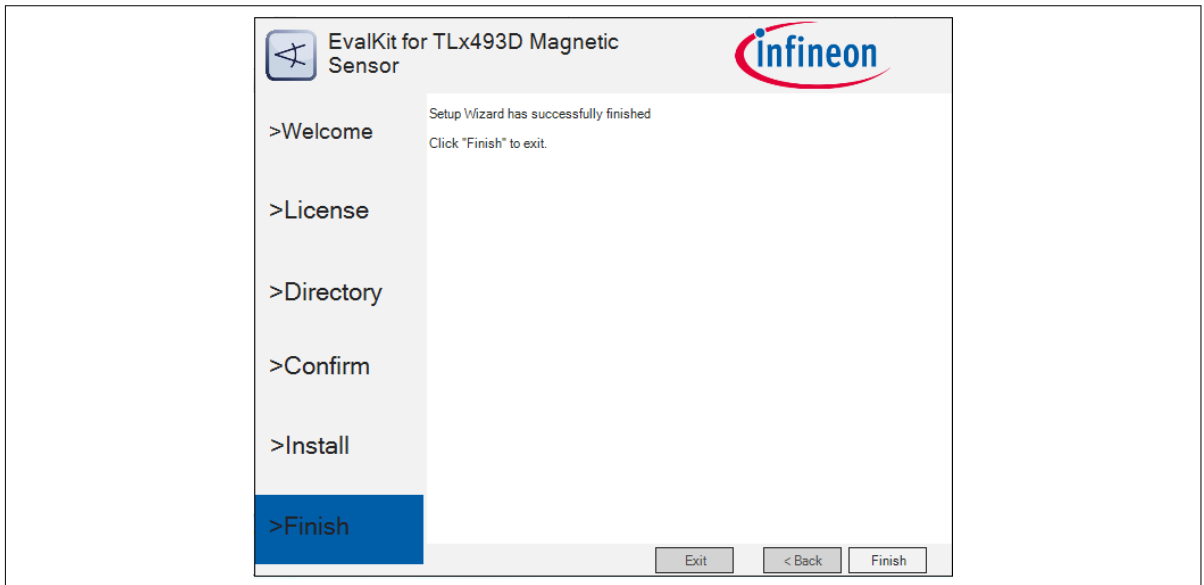 EvalKit for TLx493D Magnetic
Sensor
infineon
>Welcome
Setup Wizard has successfully finished
Click "Finish" to exit.
>License
>Directory
>Confirm
>Install
>Finish
Exit
< Back
Finish